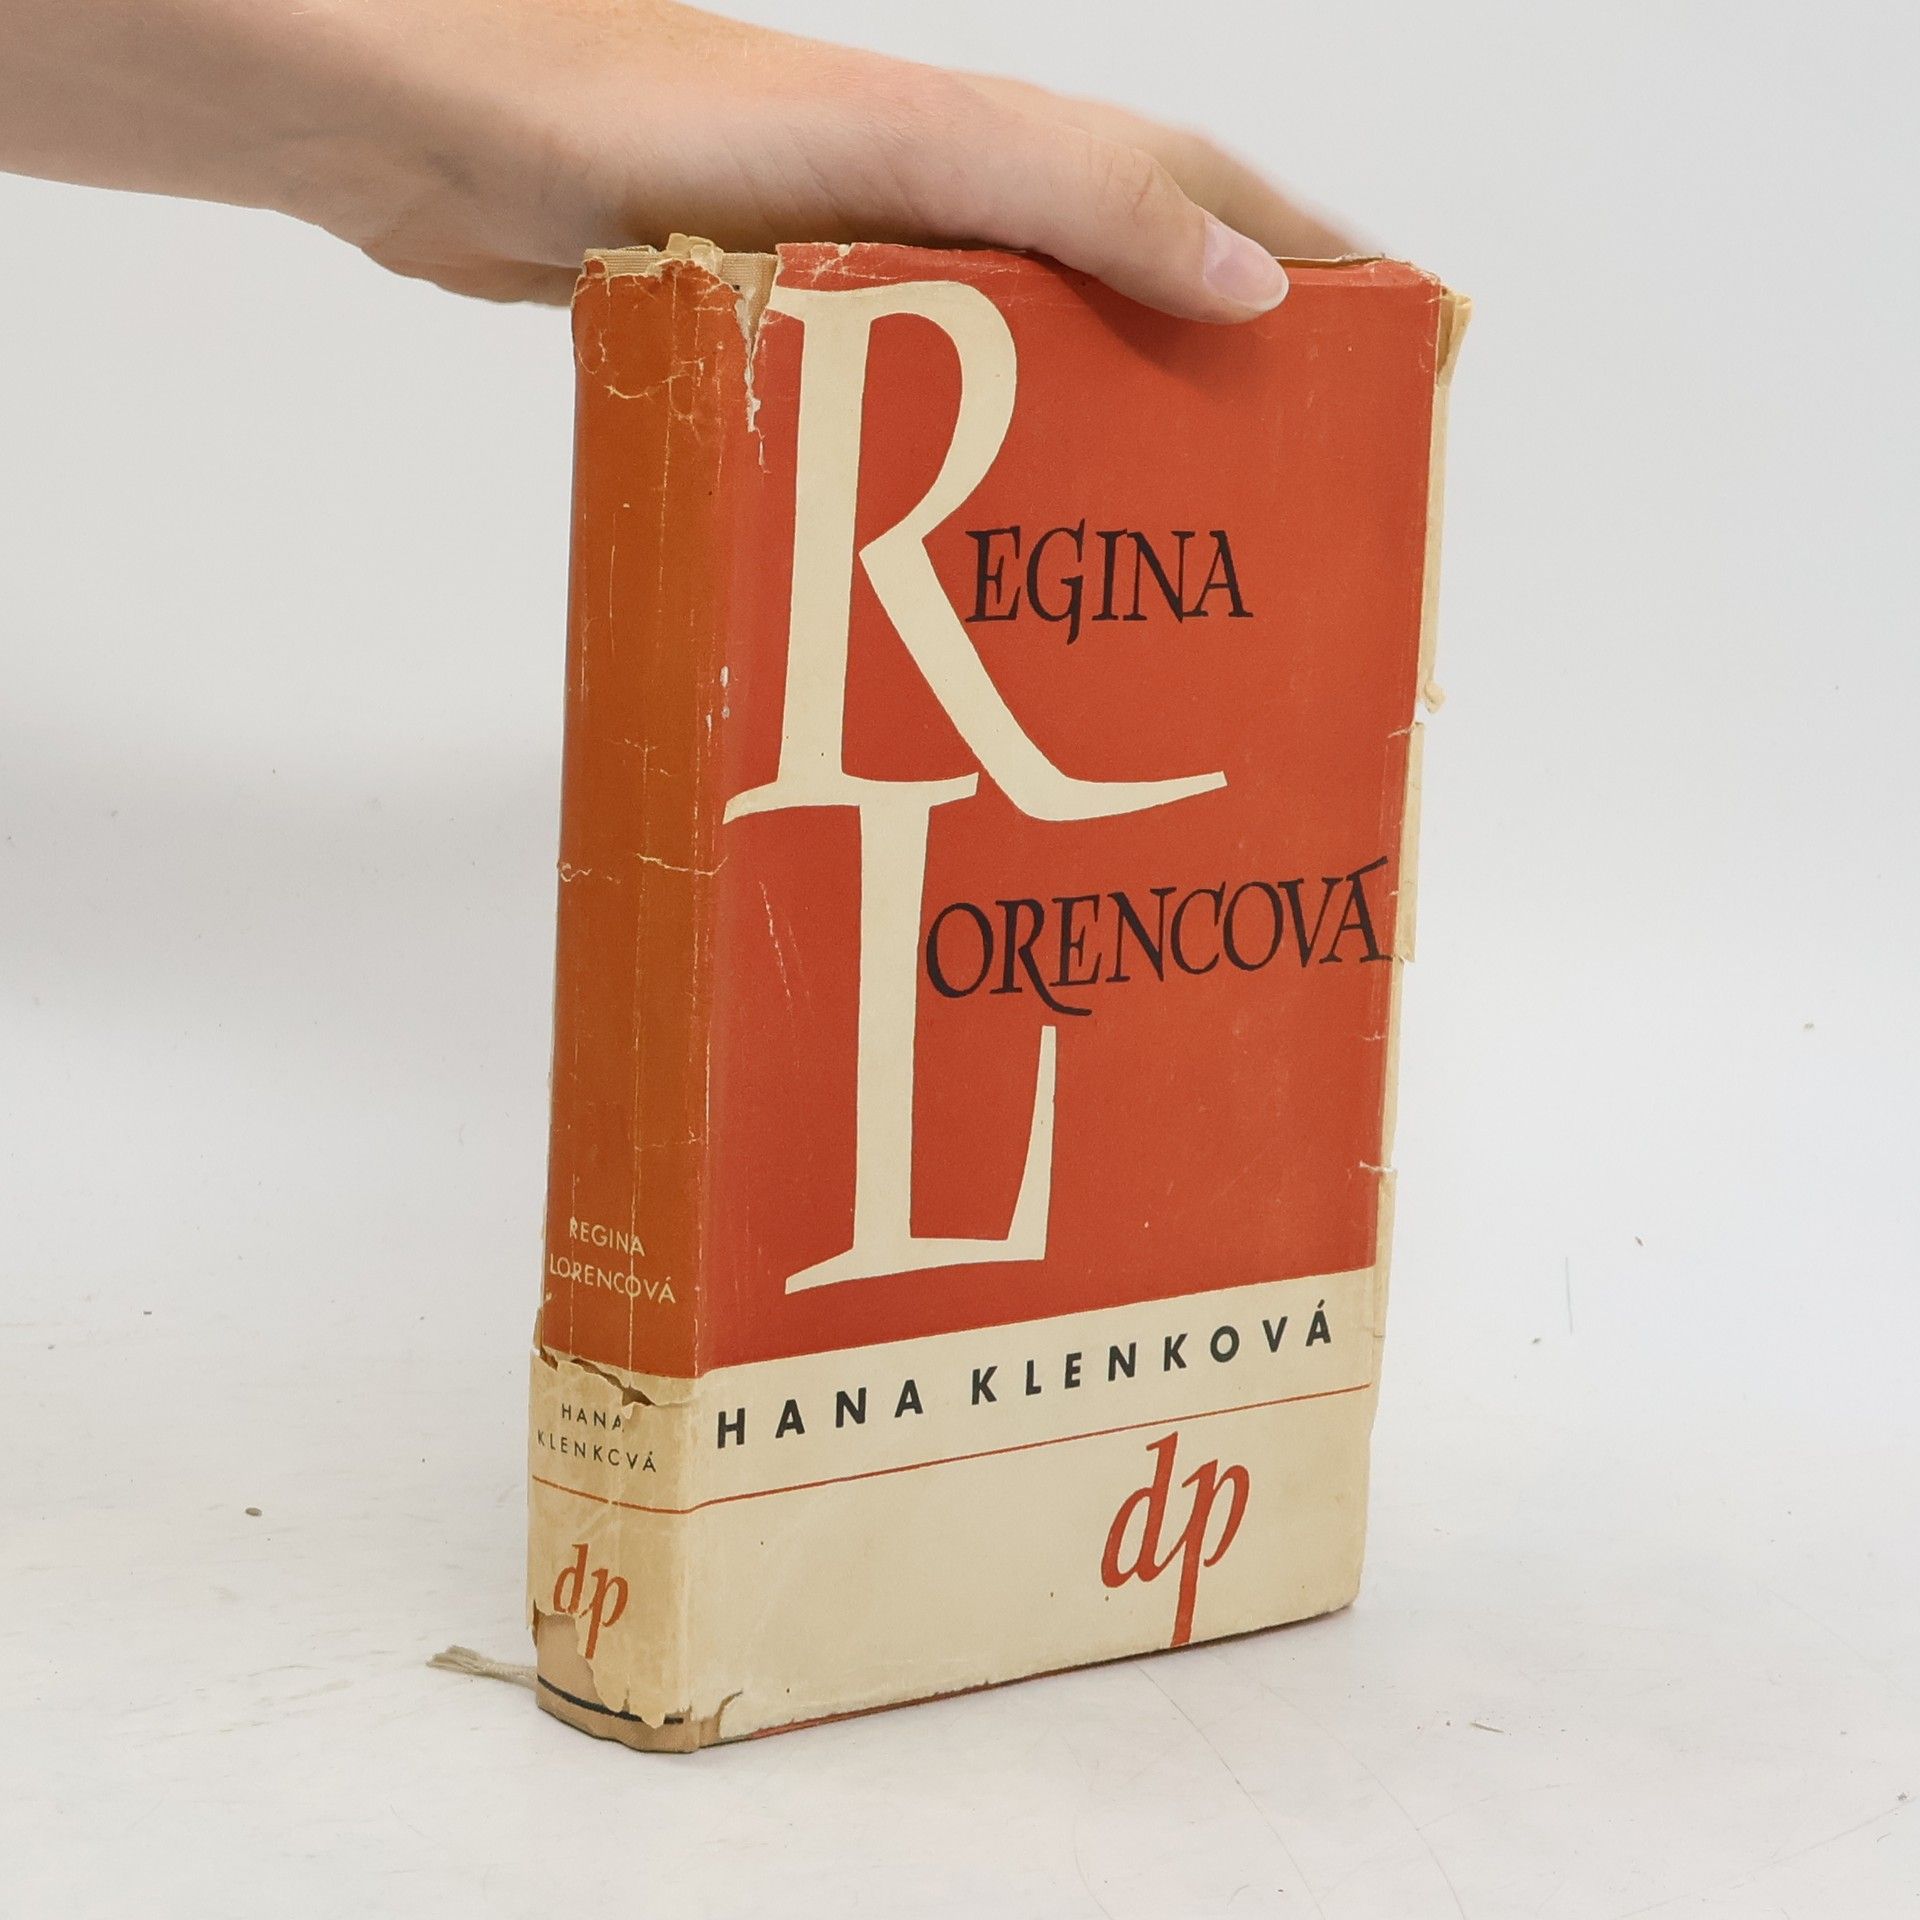 REGINA
LORENCOVÁ
HANA KLENKOVÁ
dp
REGINA
LORENCOVÁ
HANA
KLENKOVÁ
dp